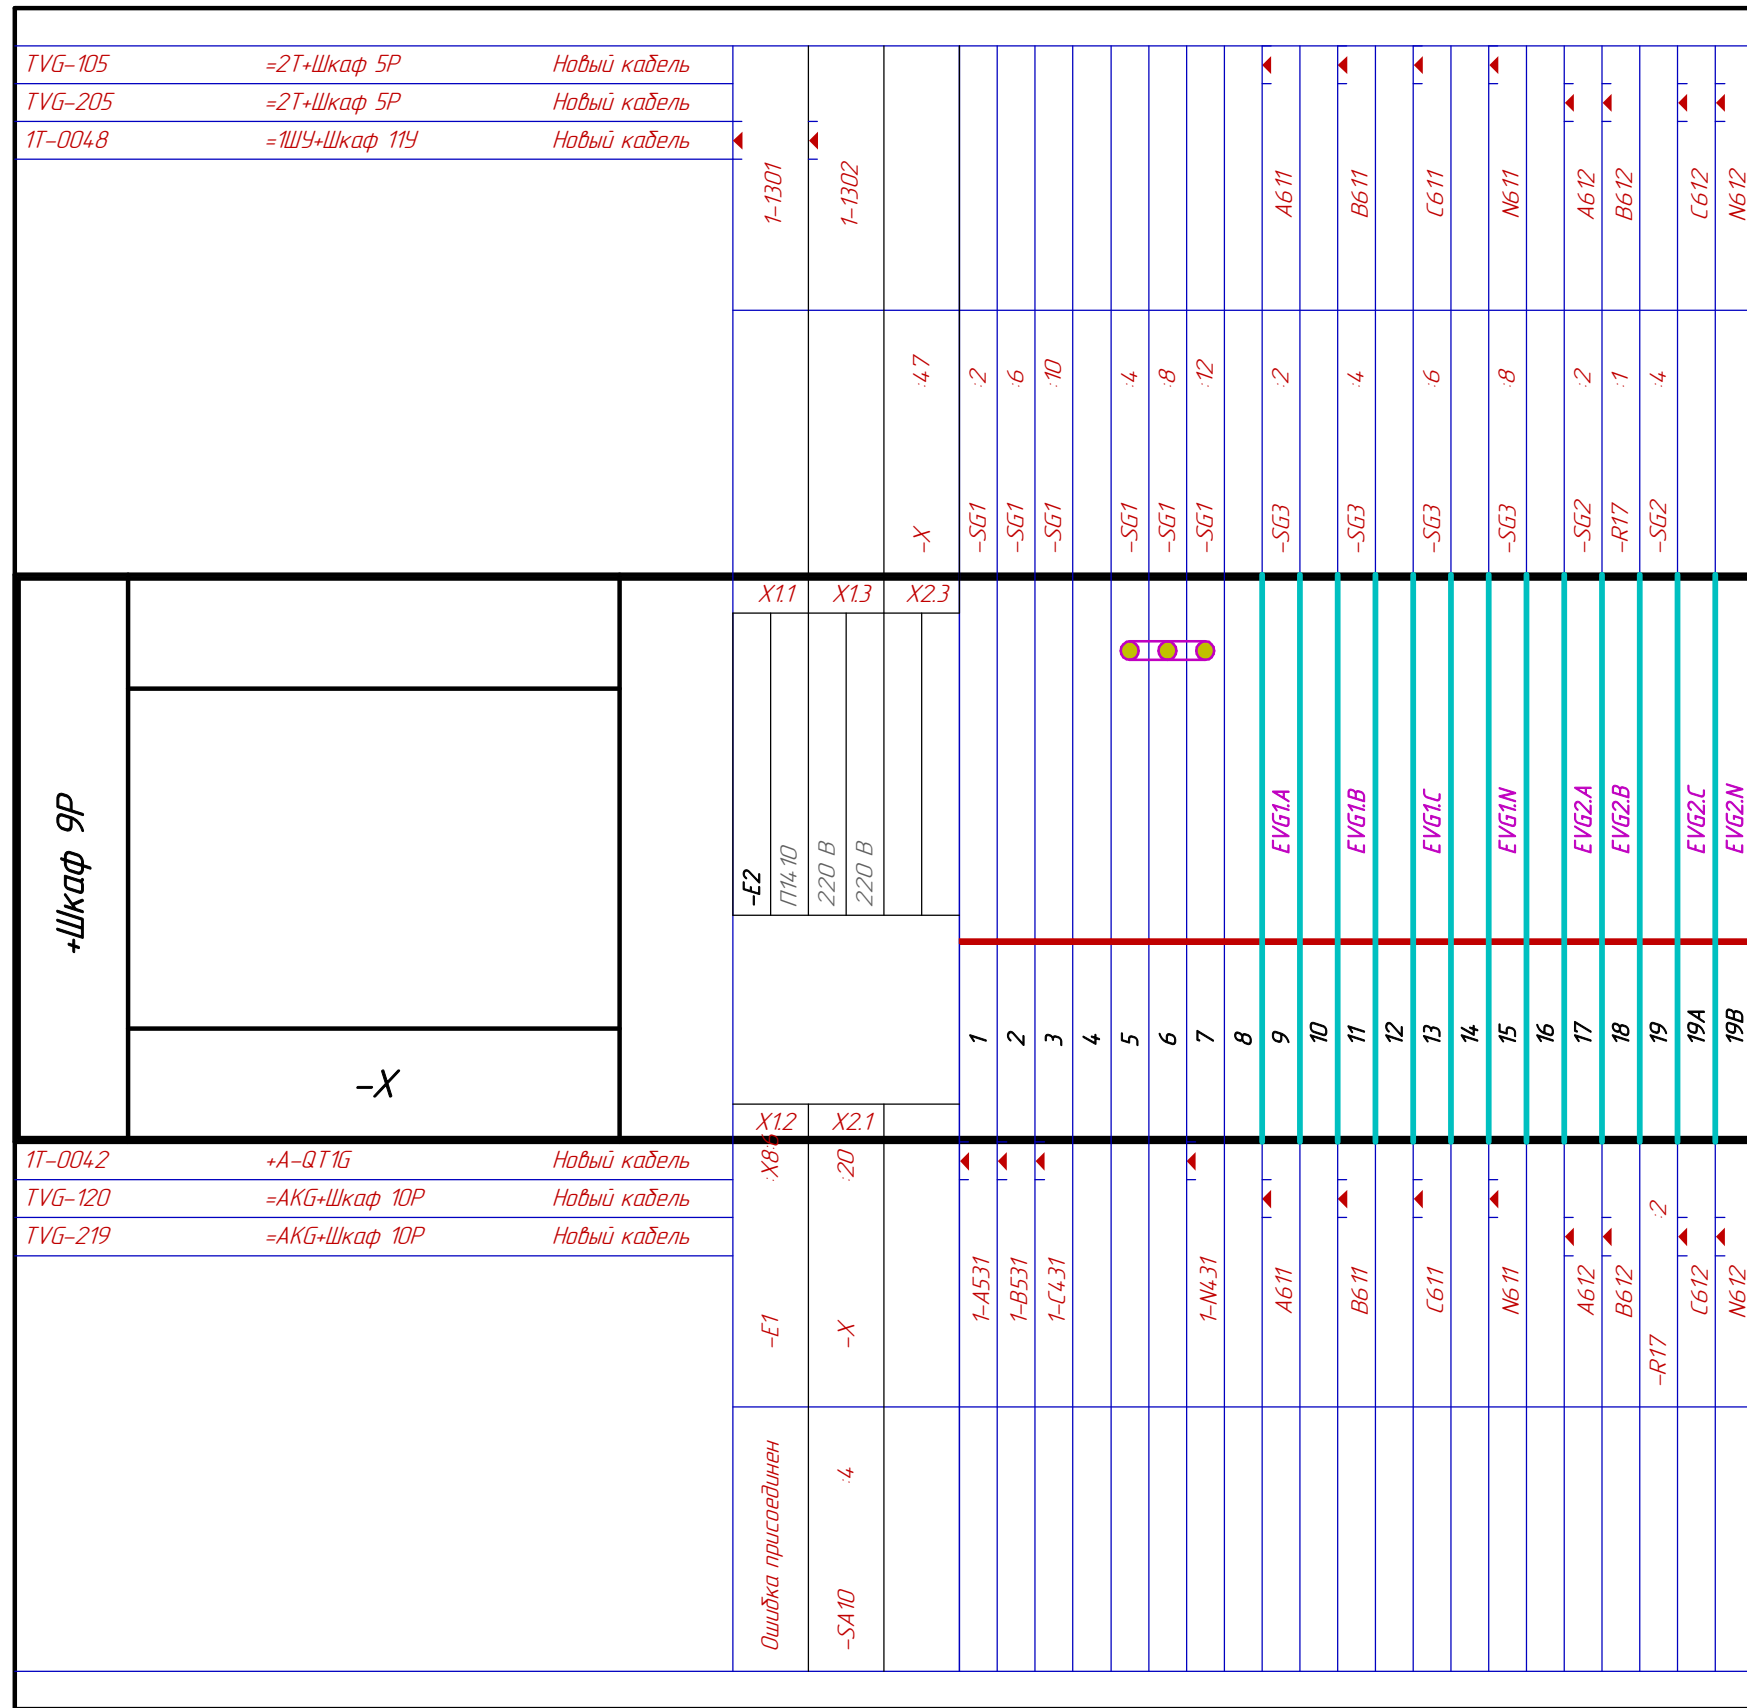 TVG-105 =2Т+Шкаф 5Р Новый кабель
TVG-205 =2Т+Шкаф 5Р Новый кабель
1T-0048 =1ШУ+Шкаф 11У Новый кабель
1-1301 1-1302 A611 B611 C611 N611 A612 B612 C612 N612
:47 :2 :6 :10 :4 :8 :12 :2 :4 :6 :8 :2 :1 :4
-X -SG1 -SG1 -SG1 -SG1 -SG1 -SG1 -SG3 -SG3 -SG3 -SG3 -SG2 -R17 -SG2
X1.1 X1.3 X2.3
+Шкаф 9Р
-E2 П14.10 220 В 220 В
EVG1.A EVG1.B EVG1.C EVG1.N EVG2.A EVG2.B EVG2.C EVG2.N
1 2 3 4 5 6 7 8 9 10 11 12 13 14 15 16 17 18 19 19A 19B
-X
X1.2 X2.1
1T-0042 +A-QT1G Новый кабель
TVG-120 =AKG+Шкаф 10Р Новый кабель
TVG-219 =AKG+Шкаф 10Р Новый кабель
:X8:6 :20 :2
1-A531 1-B531 1-C431 1-N431 A611 B611 C611 N611 A612 B612 C612 N612
-E1 -X -R17
Ошибка присоединен
:4
-SA10